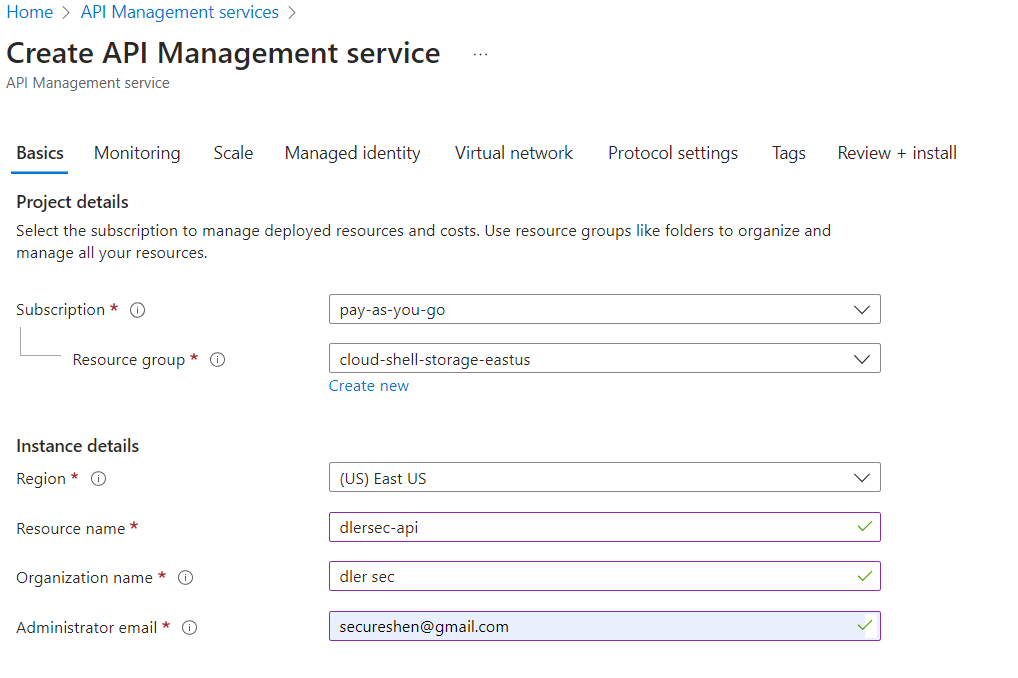 Home > API Management services >
Create API Management service ...
API Management service
Basics Monitoring Scale Managed identity Virtual network Protocol settings Tags Review + install
Project details
Select the subscription to manage deployed resources and costs. Use resource groups like folders to organize and
manage all your resources.
Subscription * pay-as-you-go
Resource group * cloud-shell-storage-eastus
Create new
Instance details
Region * (US) East US
Resource name * dlersec-api
Organization name * dler sec
Administrator email * secureshen@gmail.com